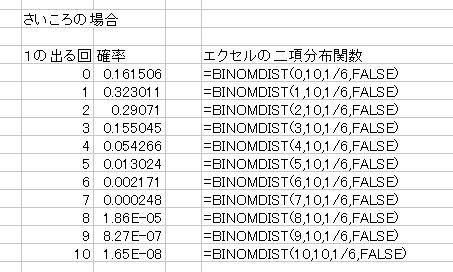 さいころの場合
1の出る回 確率 エクセルの二項分布関数
0 0.161506 =BINOMDIST(0,10,1/6,FALSE)
1 0.323011 =BINOMDIST(1,10,1/6,FALSE)
2 0.29071 =BINOMDIST(2,10,1/6,FALSE)
3 0.155045 =BINOMDIST(3,10,1/6,FALSE)
4 0.054266 =BINOMDIST(4,10,1/6,FALSE)
5 0.013024 =BINOMDIST(5,10,1/6,FALSE)
6 0.002171 =BINOMDIST(6,10,1/6,FALSE)
7 0.000248 =BINOMDIST(7,10,1/6,FALSE)
8 1.86E-05 =BINOMDIST(8,10,1/6,FALSE)
9 8.27E-07 =BINOMDIST(9,10,1/6,FALSE)
10 1.65E-08 =BINOMDIST(10,10,1/6,FALSE)